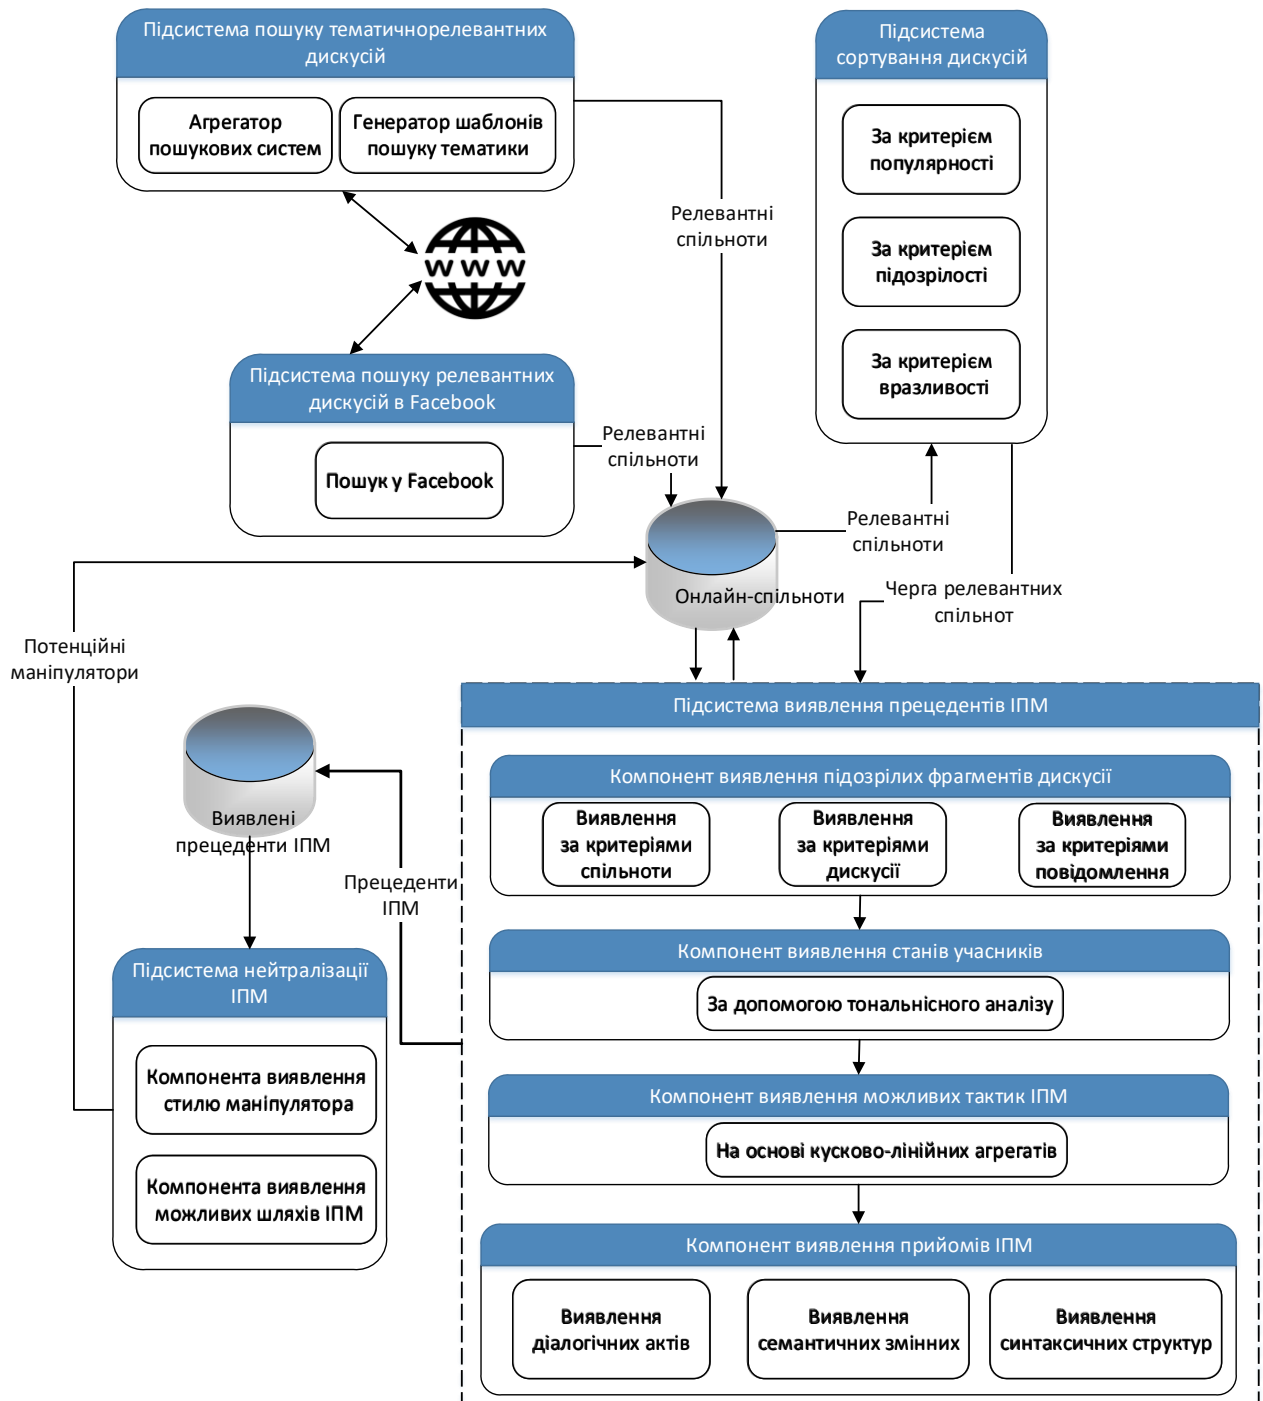 Підсистема пошуку тематичнорелевантних
дискусій
Агрегатор
пошукових систем
Генератор шаблонів
пошуку тематики
Підсистема
сортування дискусій
За критерієм
популярності
За критерієм
підозрілості
За критерієм
вразливості
Релевантні
спільноти
WWW
Підсистема пошуку релевантних
дискусій в Facebook
Пошук у Facebook
Релевантні
спільноти
Релевантні
спільноти
Онлайн-спільноти
Черга релевантних
спільнот
Потенційні
маніпулятори
Виявлені
прецеденти ІПМ
Прецеденти
ІПМ
Підсистема нейтралізації
ІПМ
Компонента виявлення
стилю маніпулятора
Компонента виявлення
можливих шляхів ІПМ
Підсистема виявлення прецедентів ІПМ
Компонент виявлення підозрілих фрагментів дискусії
Виявлення
за критеріями
спільноти
Виявлення
за критеріями
дискусії
Виявлення
за критеріями
повідомлення
Компонент виявлення станів учасників
За допомогою тональнісного аналізу
Компонент виявлення можливих тактик ІПМ
На основі кусково-лінійних агрегатів
Компонент виявлення прийомів ІПМ
Виявлення
діалогічних актів
Виявлення
семантичних змінних
Виявлення
синтаксичних структур